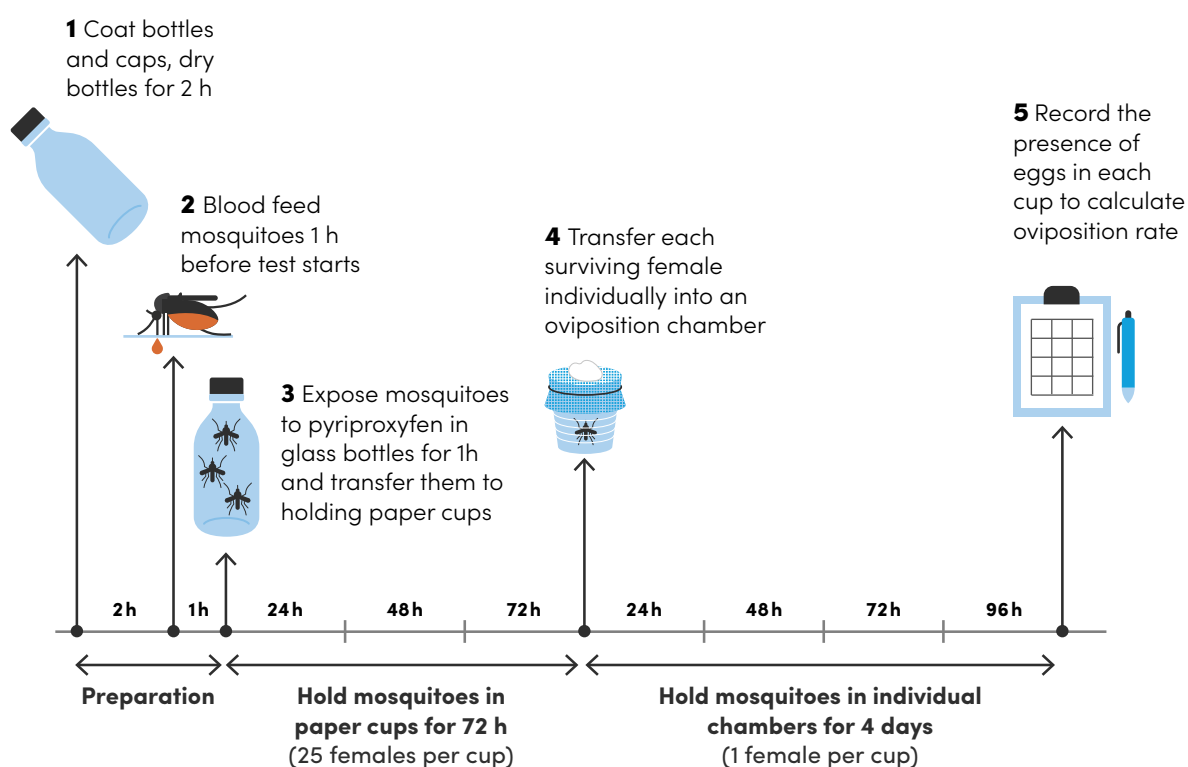 1 Coat bottles
and caps, dry
bottles for 2 h
2 Blood feed
mosquitoes 1 h
before test starts
3 Expose mosquitoes
to pyriproxyfen in
glass bottles for 1h
and transfer them to
holding paper cups
4 Transfer each
surviving female
individually into an
oviposition chamber
5 Record the
presence of
eggs in each
cup to calculate
oviposition rate
2h 1h 24h 48h 72h 24h 48h 72h 96h
Preparation
Hold mosquitoes in
paper cups for 72 h
(25 females per cup)
Hold mosquitoes in individual
chambers for 4 days
(1 female per cup)